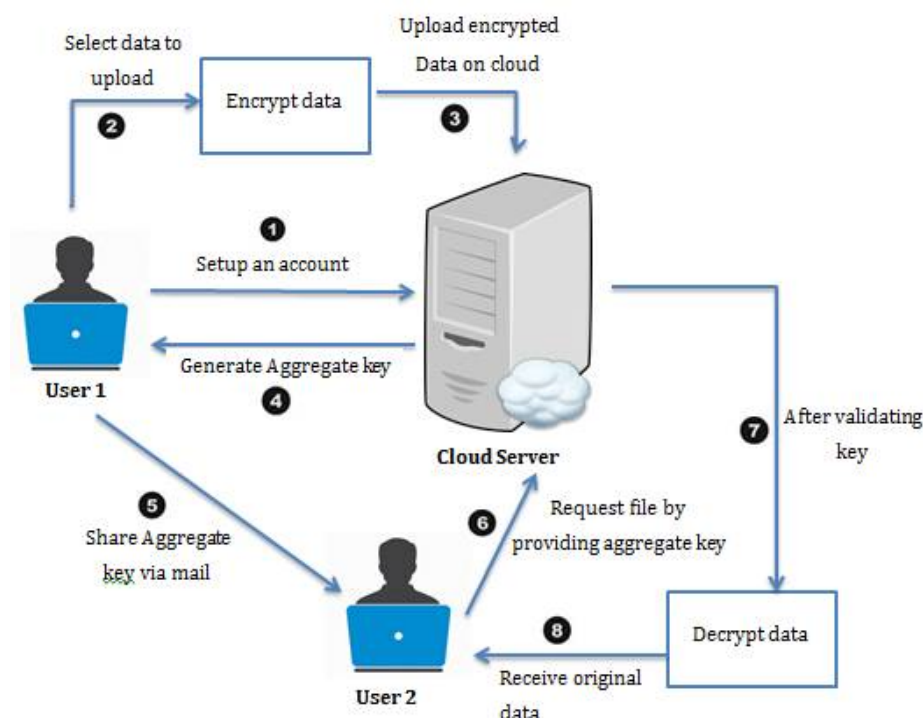 Select data to
upload
2
Encrypt data
Upload encrypted
Data on cloud
3
1
Setup an account
Generate Aggregate key
4
User 1
Cloud Server
7
After validating
key
5
Share Aggregate
key via mail
6
Request file by
providing aggregate key
User 2
8
Receive original
data
Decrypt data